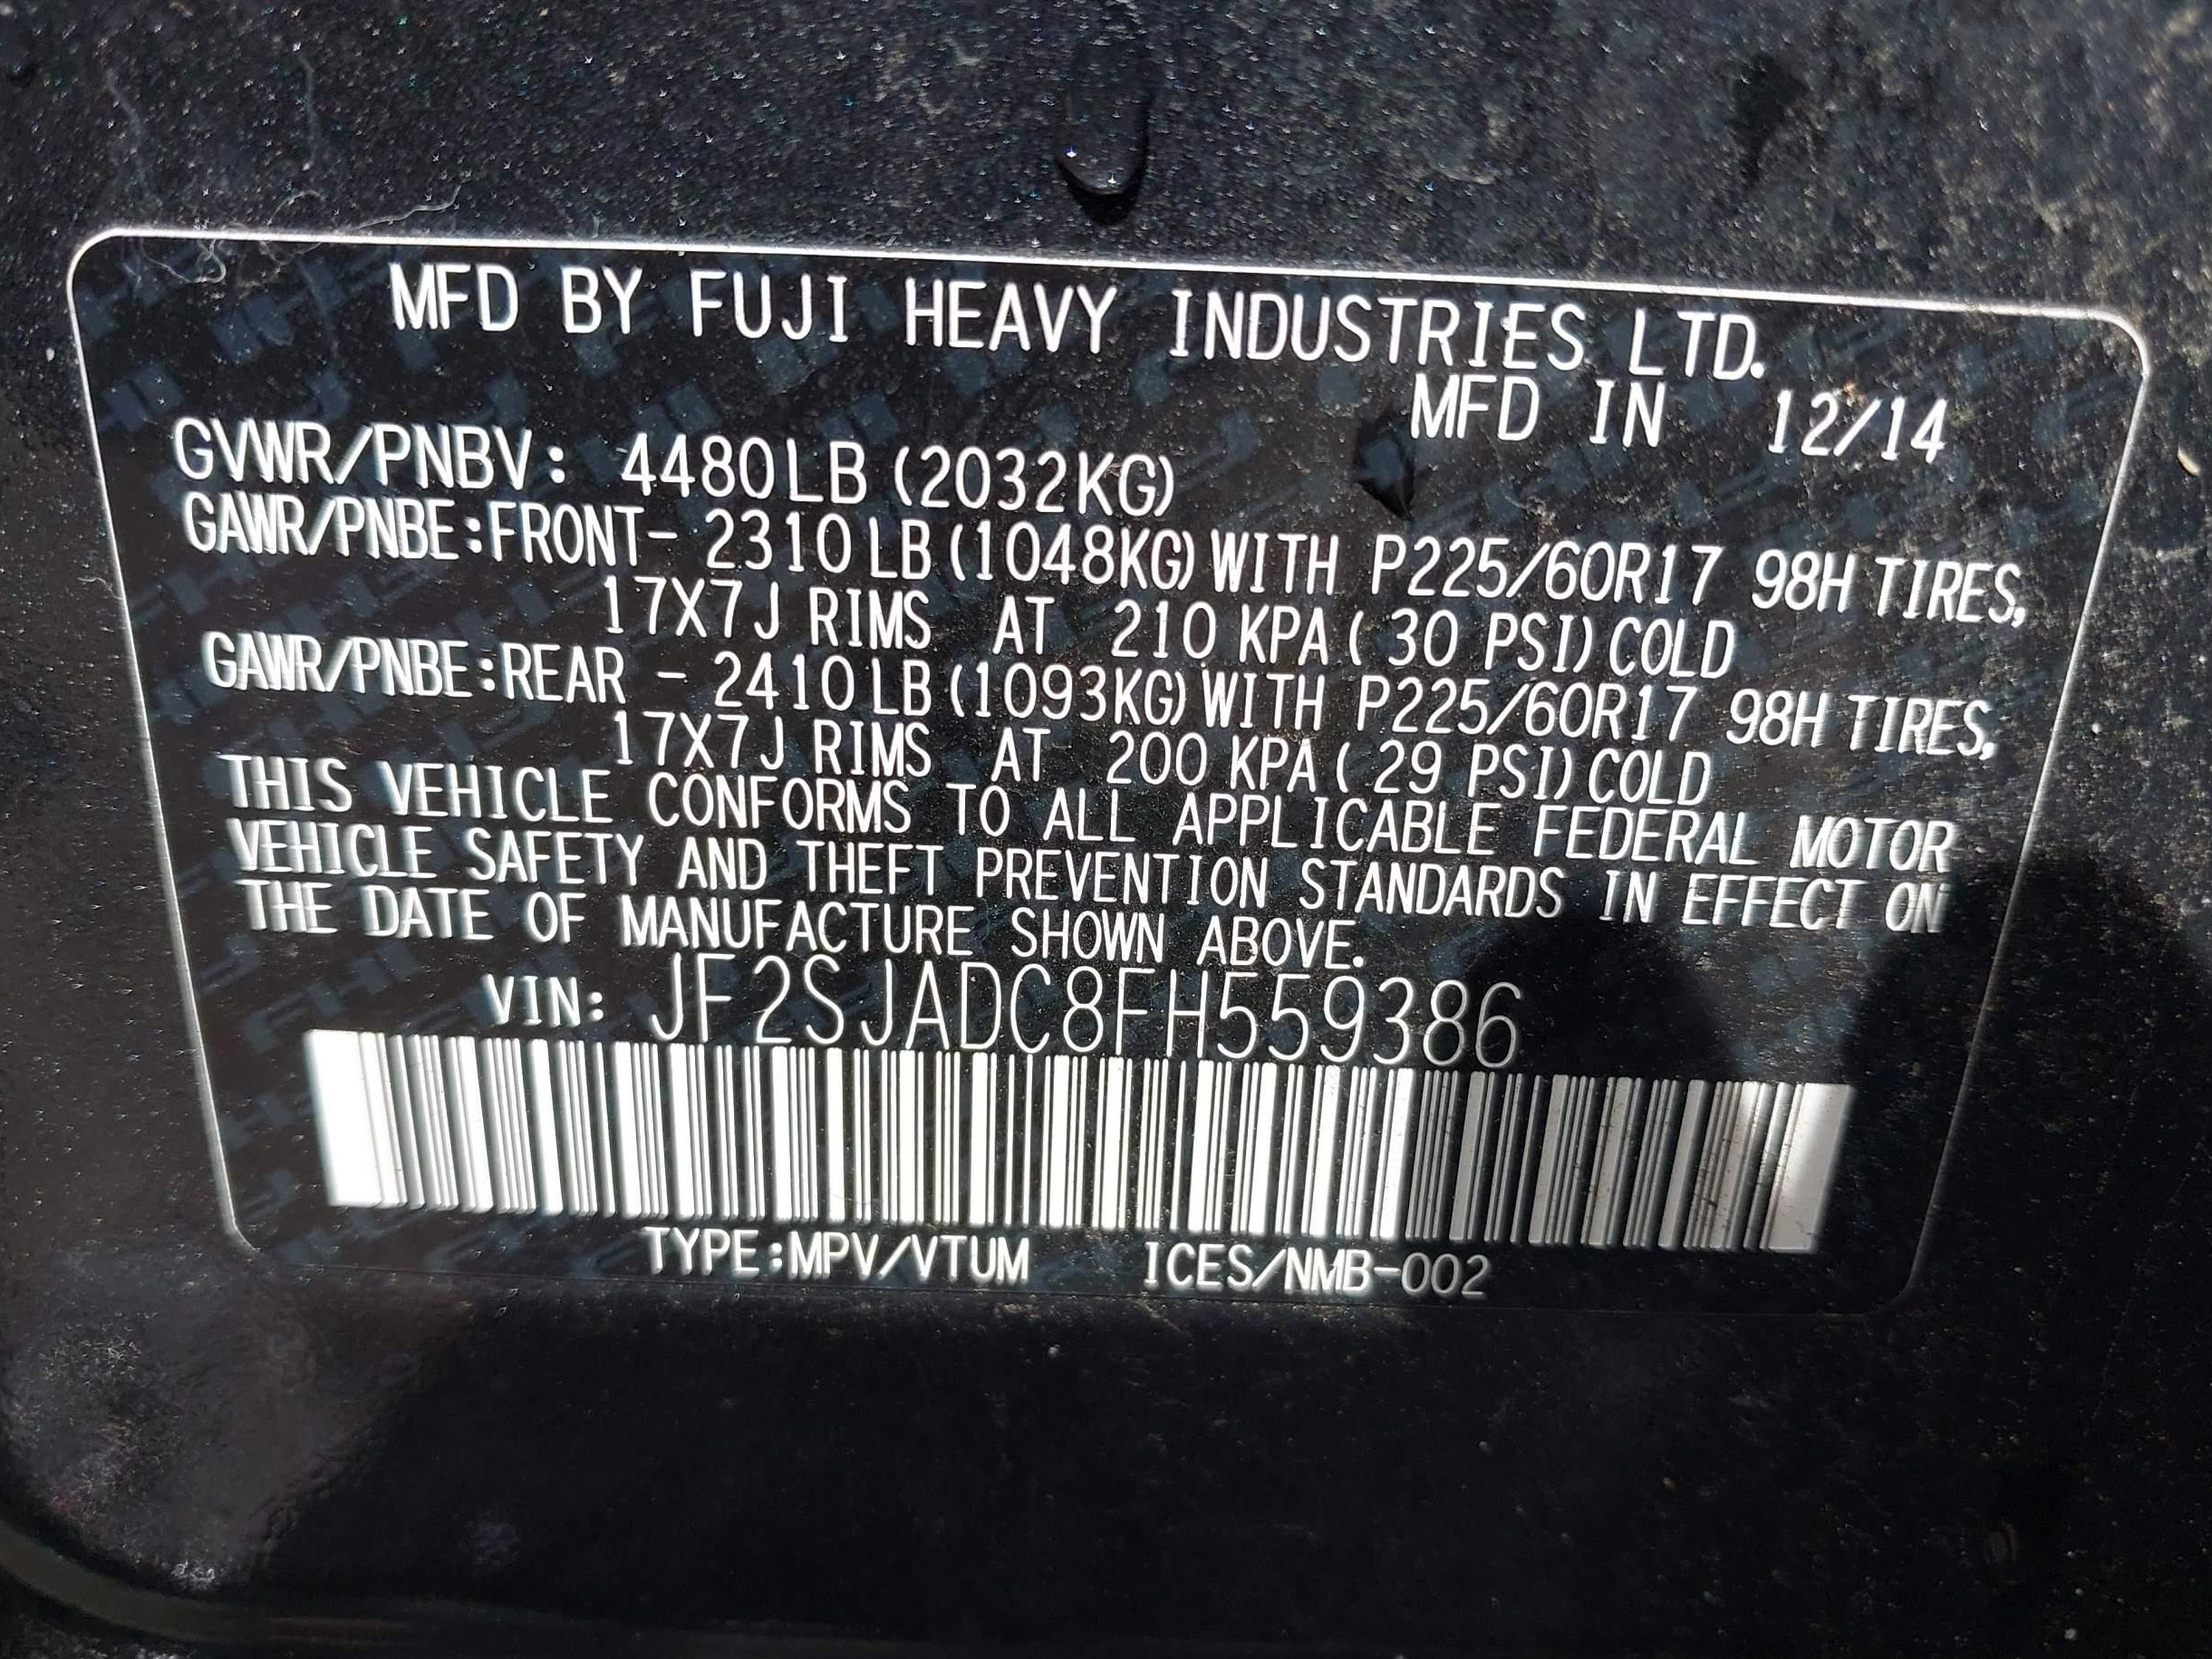 MFD BY FUJI HEAVY INDUSTRIES LTD.
MFD IN 12/14
GVWR/PNBV: 4480LB (2032KG)
GAWR/PNBE:FRONT- 2310 LB (1048KG) WITH P225/60R17 98H TIRES,
17X7J RIMS AT 210 KPA ( 30 PSI) COLD
GAWR/PNBE:REAR - 2410 LB (1093KG) WITH P225/60R17 98H TIRES,
17X7J RIMS AT 200 KPA ( 29 PSI) COLD
THIS VEHICLE CONFORMS TO ALL APPLICABLE FEDERAL MOTOR
VEHICLE SAFETY AND THEFT PREVENTION STANDARDS IN EFFECT ON
THE DATE OF MANUFACTURE SHOWN ABOVE.
VIN: JF2SJADC8FH559386
TYPE:MPV/VTUM ICES/NMB-002